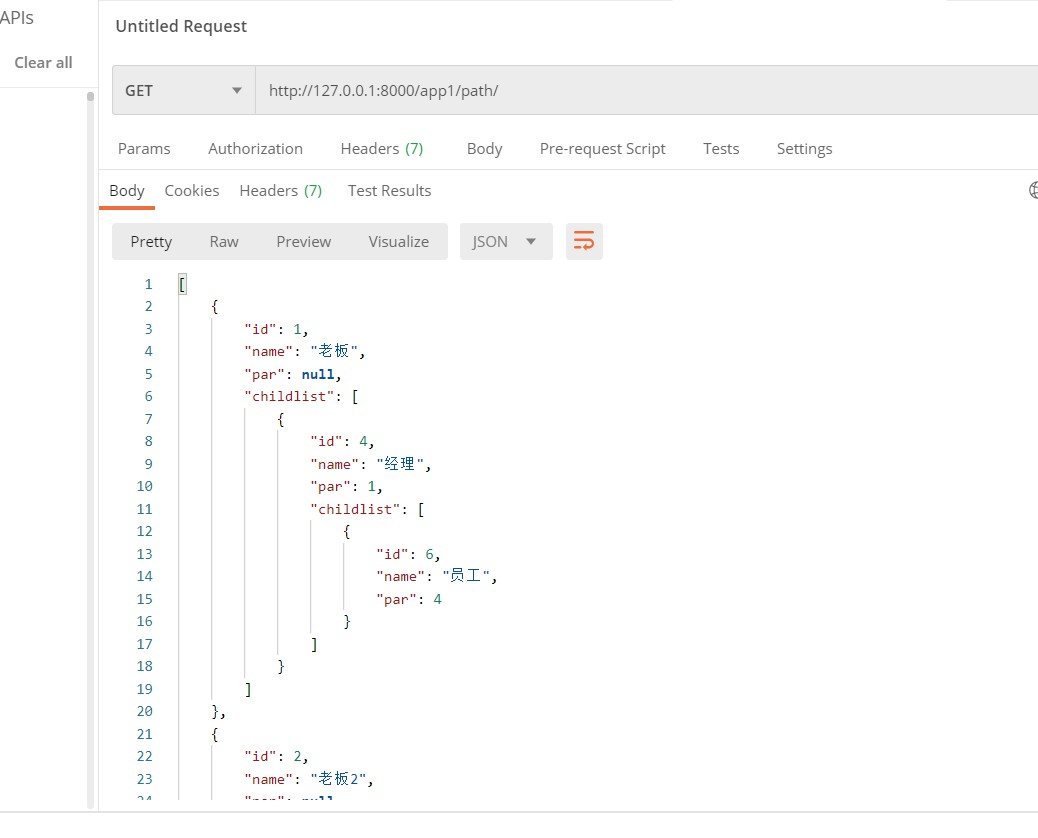 APIs
Clear all
Untitled Request
GET http://127.0.0.1:8000/app1/path/
Params Authorization Headers (7) Body Pre-request Script Tests Settings
Body Cookies Headers (7) Test Results
Pretty Raw Preview Visualize JSON
1 [
2 {
3 "id": 1,
4 "name": "老板",
5 "par": null,
6 "childlist": [
7 {
8 "id": 4,
9 "name": "经理",
10 "par": 1,
11 "childlist": [
12 {
13 "id": 6,
14 "name": "员工",
15 "par": 4
16 }
17 ]
18 }
19 ]
20 },
21 {
22 "id": 2,
23 "name": "老板2",